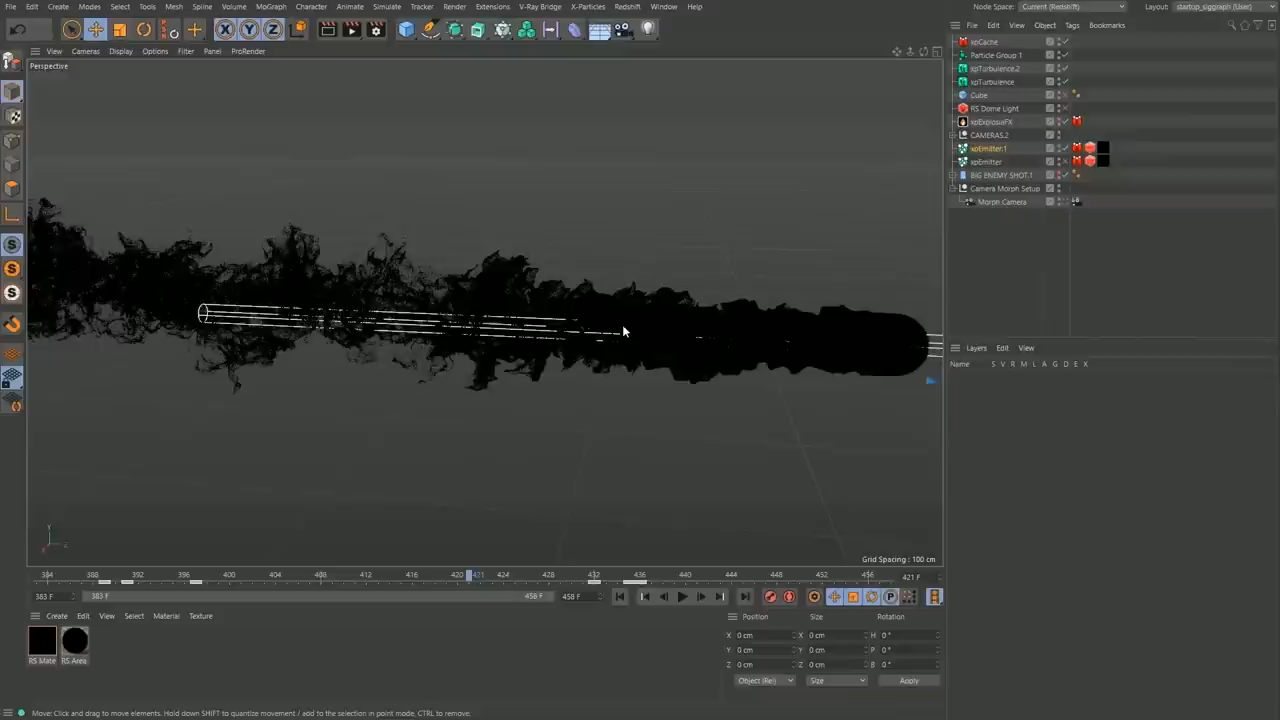 File Edit Create Modes Select Tools Mesh Spline Volume MoGraph Character Animate Simulate Tracker Render Extensions V-Ray Bridge X-Particles Redshift Window Help
Node Space: Current (Redshift) Layout: startup_siggraph (User)
View Cameras Display Options Filter Panel ProRender
File Edit View Object Tags Bookmarks
Perspective
xpCache
Particle Group 1
xpTurbulence.2
xpTurbulence
Cube
RS Dome Light
xpExplosiaFX
CAMERAS.2
xpEmitter.1
xpEmitter
BIG ENEMY SHOT.1
Camera Morph Setup
Morph Camera
Layers Edit View
Name S V R M L A G D E X
Grid Spacing : 100 cm
384 388 392 396 400 404 408 412 416 420 421 424 428 432 436 440 444 448 452 456 421 F
383 F 383 F 458 F 458 F
Create Edit View Select Material Texture
RS Mate RS Area
Position Size Rotation
X 0 cm X 0 cm H 0 °
Y 0 cm Y 0 cm P 0 °
Z 0 cm Z 0 cm B 0 °
Object (Rel) Size Apply
Move: Click and drag to move elements. Hold down SHIFT to quantize movement / add to the selection in point mode, CTRL to remove.